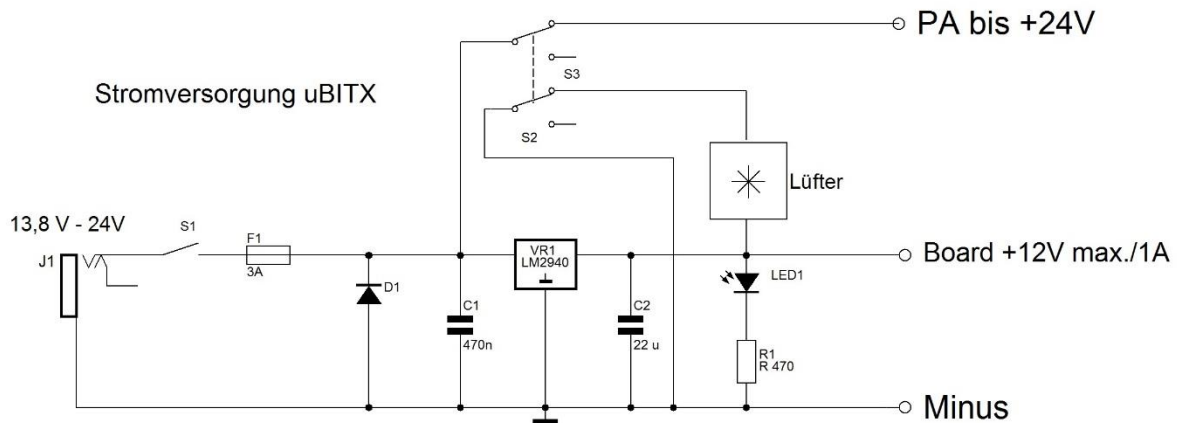 PA bis +24V
S3
Stromversorgung uBITX
S2
Lüfter
13,8 V - 24V
S1
J1
F1
3A
VR1
LM2940
Board +12V max./1A
D1
LED1
C1
470n
C2
22 u
R1
R 470
Minus